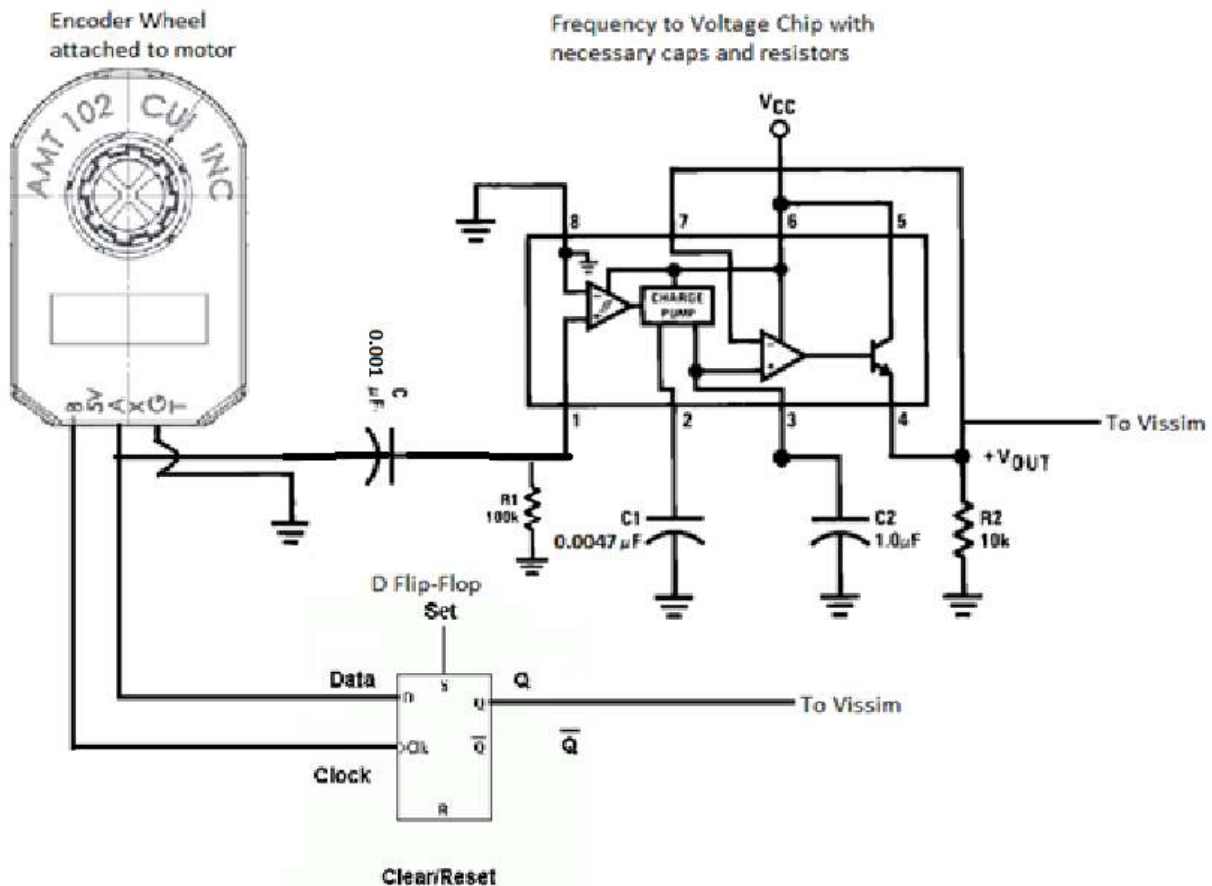 Encoder Wheel
attached to motor
Frequency to Voltage Chip with
necessary caps and resistors
AMT 102 CUI INC
VCC
8
7
6
5
CHARGE
PUMP
B
5V
A
X
G
T
0.001 µF
C
1
2
3
4
To Vissim
+VOUT
R1
100k
C1
0.0047µF
C2
1.0µF
R2
10k
D Flip-Flop
Set
Data
S
Q
D
Q
To Vissim
Clk
Q̅
Q̅
Clock
R
Clear/Reset